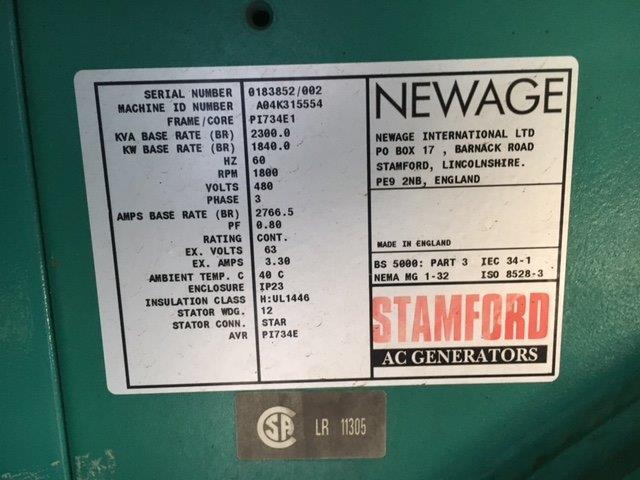 SERIAL NUMBER 0183852/002
MACHINE ID NUMBER A04K315554
FRAME/CORE PI734E1
KVA BASE RATE (BR) 2300.0
KW BASE RATE (BR) 1840.0
HZ 60
RPM 1800
VOLTS 480
PHASE 3
AMPS BASE RATE (BR) 2766.5
PF 0.80
RATING CONT.
EX. VOLTS 63
EX. AMPS 3.30
AMBIENT TEMP. C 40 C
ENCLOSURE IP23
INSULATION CLASS H:UL1446
STATOR WDG. 12
STATOR CONN. STAR
AVR PI734E
NEWAGE
NEWAGE INTERNATIONAL LTD
PO BOX 17 , BARNACK ROAD
STAMFORD, LINCOLNSHIRE.
PE9 2NB, ENGLAND
MADE IN ENGLAND
BS 5000: PART 3 IEC 34-1
NEMA MG 1-32 ISO 8528-3
STAMFORD
AC GENERATORS
CSA LR 11305